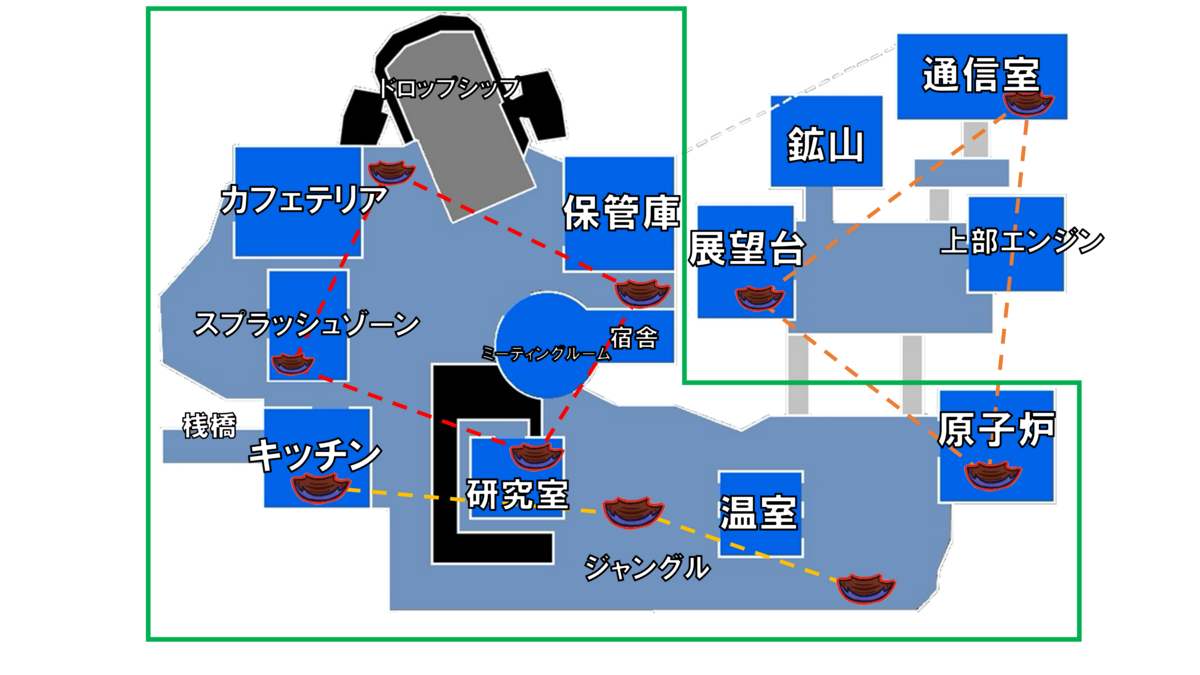 ドロップシップ
通信室
鉱山
カフェテリア
保管庫
展望台
上部エンジン
スプラッシュゾーン
宿舎
ミーティングルーム
桟橋
キッチン
原子炉
研究室
温室
ジャングル